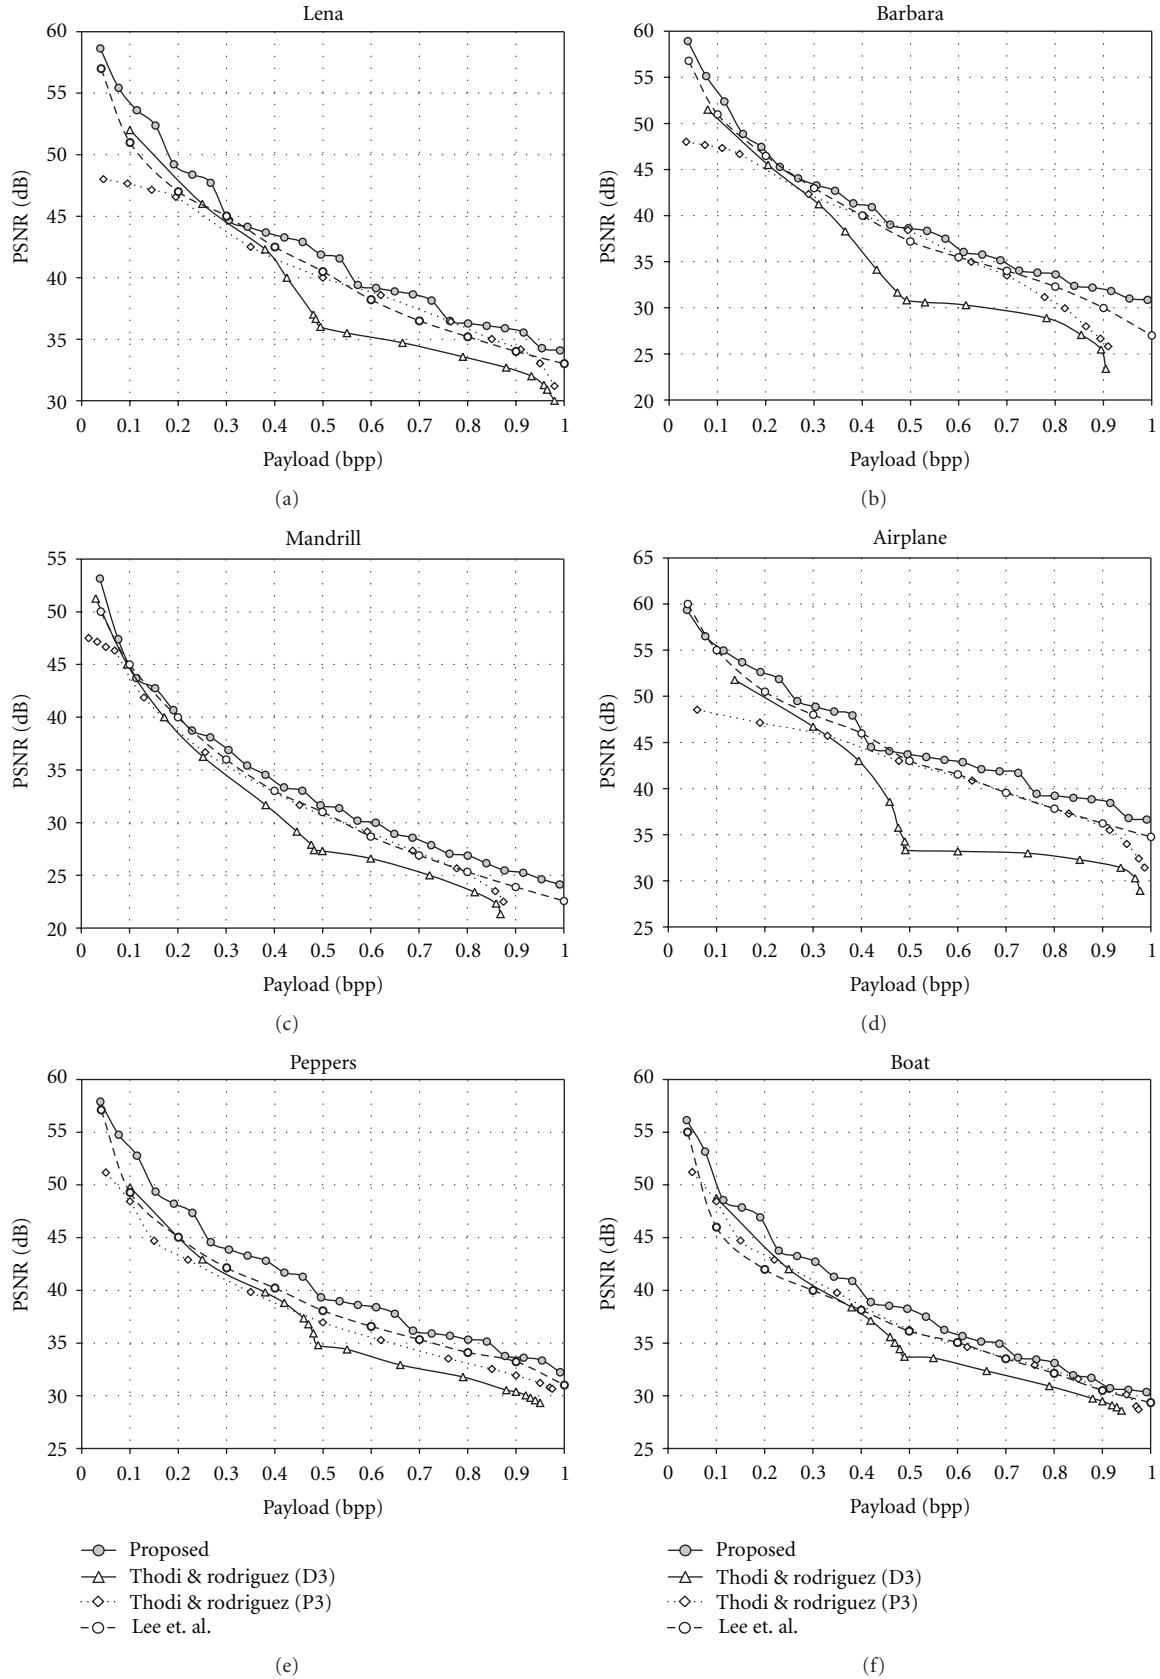 Lena
60
55
50
45
40
35
30
PSNR (dB)
0 0.1 0.2 0.3 0.4 0.5 0.6 0.7 0.8 0.9 1
Payload (bpp)
(a)
Barbara
60
55
50
45
40
35
30
25
20
PSNR (dB)
0 0.1 0.2 0.3 0.4 0.5 0.6 0.7 0.8 0.9 1
Payload (bpp)
(b)
Mandrill
55
50
45
40
35
30
25
20
PSNR (dB)
0 0.1 0.2 0.3 0.4 0.5 0.6 0.7 0.8 0.9 1
Payload (bpp)
(c)
Airplane
65
60
55
50
45
40
35
30
25
PSNR (dB)
0 0.1 0.2 0.3 0.4 0.5 0.6 0.7 0.8 0.9 1
Payload (bpp)
(d)
Peppers
60
55
50
45
40
35
30
25
PSNR (dB)
0 0.1 0.2 0.3 0.4 0.5 0.6 0.7 0.8 0.9 1
Payload (bpp)
Proposed
Thodi & rodriguez (D3)
Thodi & rodriguez (P3)
Lee et. al.
(e)
Boat
60
55
50
45
40
35
30
25
PSNR (dB)
0 0.1 0.2 0.3 0.4 0.5 0.6 0.7 0.8 0.9 1
Payload (bpp)
Proposed
Thodi & rodriguez (D3)
Thodi & rodriguez (P3)
Lee et. al.
(f)